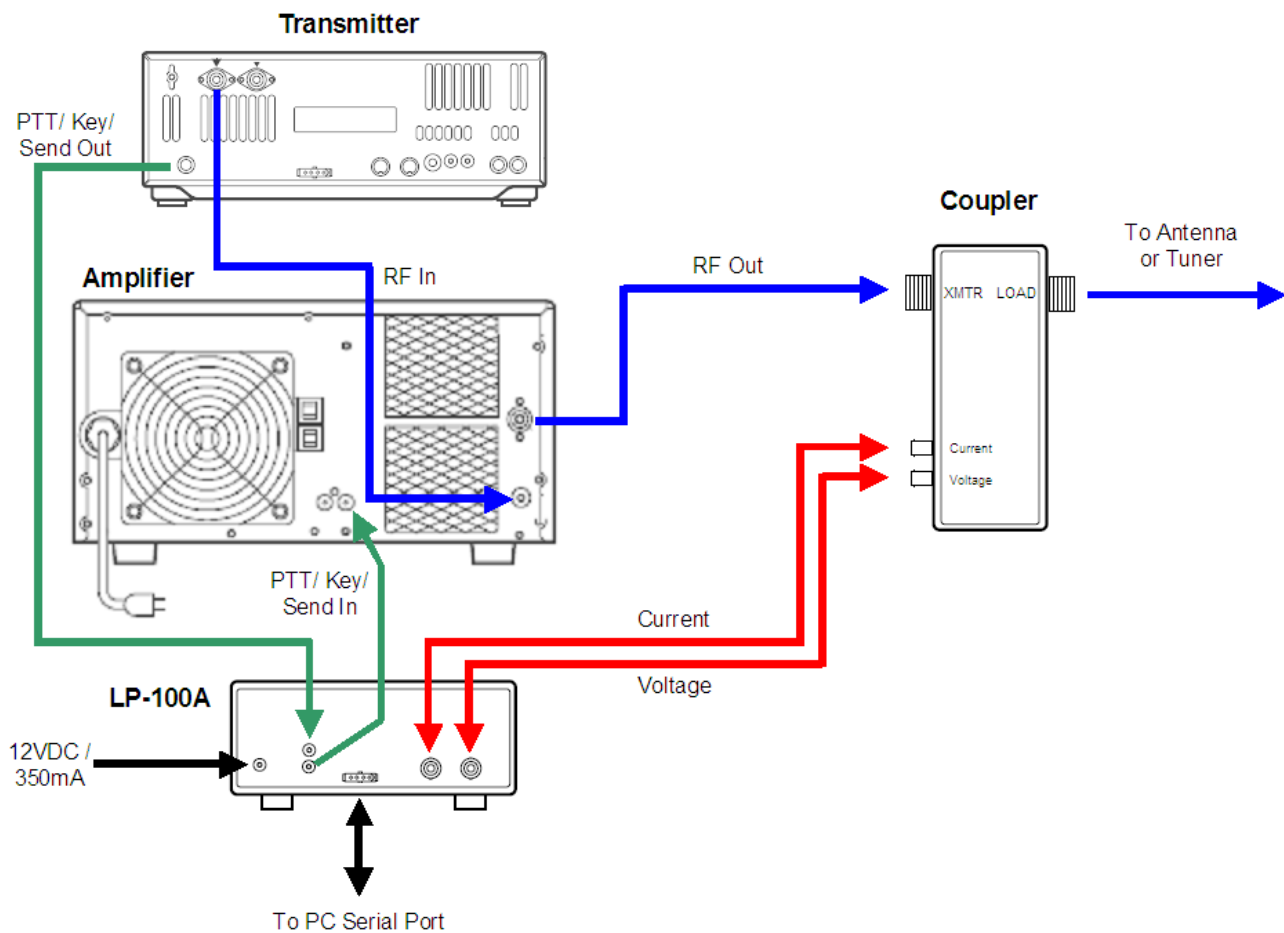 Transmitter
PTT/ Key/
Send Out
Coupler
To Antenna
or Tuner
Amplifier
RF In
RF Out
XMTR LOAD
Current
Voltage
PTT/ Key/
Send In
Current
Voltage
LP-100A
12VDC /
350mA
To PC Serial Port